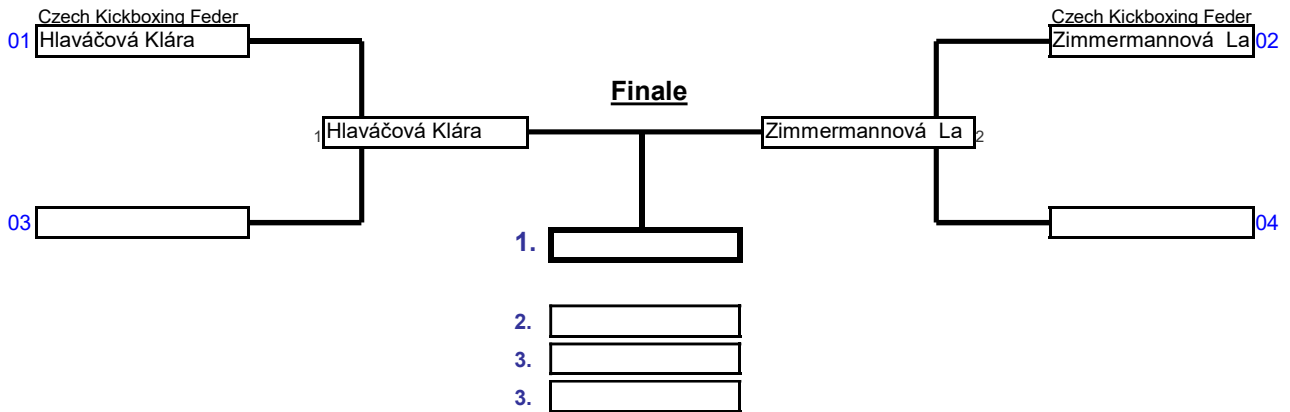 Czech Kickboxing Feder
01 Hlaváčová Klára
Czech Kickboxing Feder
Zimmermannová La 02
Finale
1 Hlaváčová Klára
Zimmermannová La 2
03
04
1.
2.
3.
3.